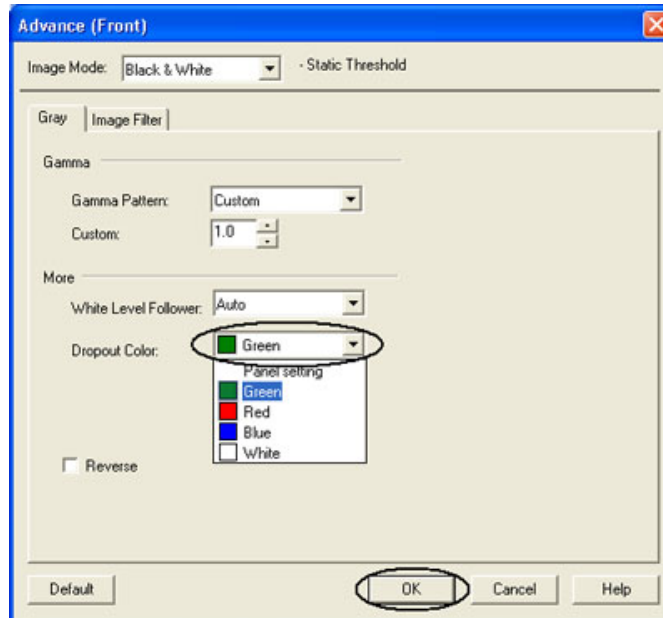 Advance (Front)
Image Mode: Black & White - Static Threshold
Gray Image Filter
Gamma
Gamma Pattern: Custom
Custom: 1.0
More
White Level Follower: Auto
Dropout Color: Green
Panel setting
Green
Red
Blue
White
Reverse
Default OK Cancel Help